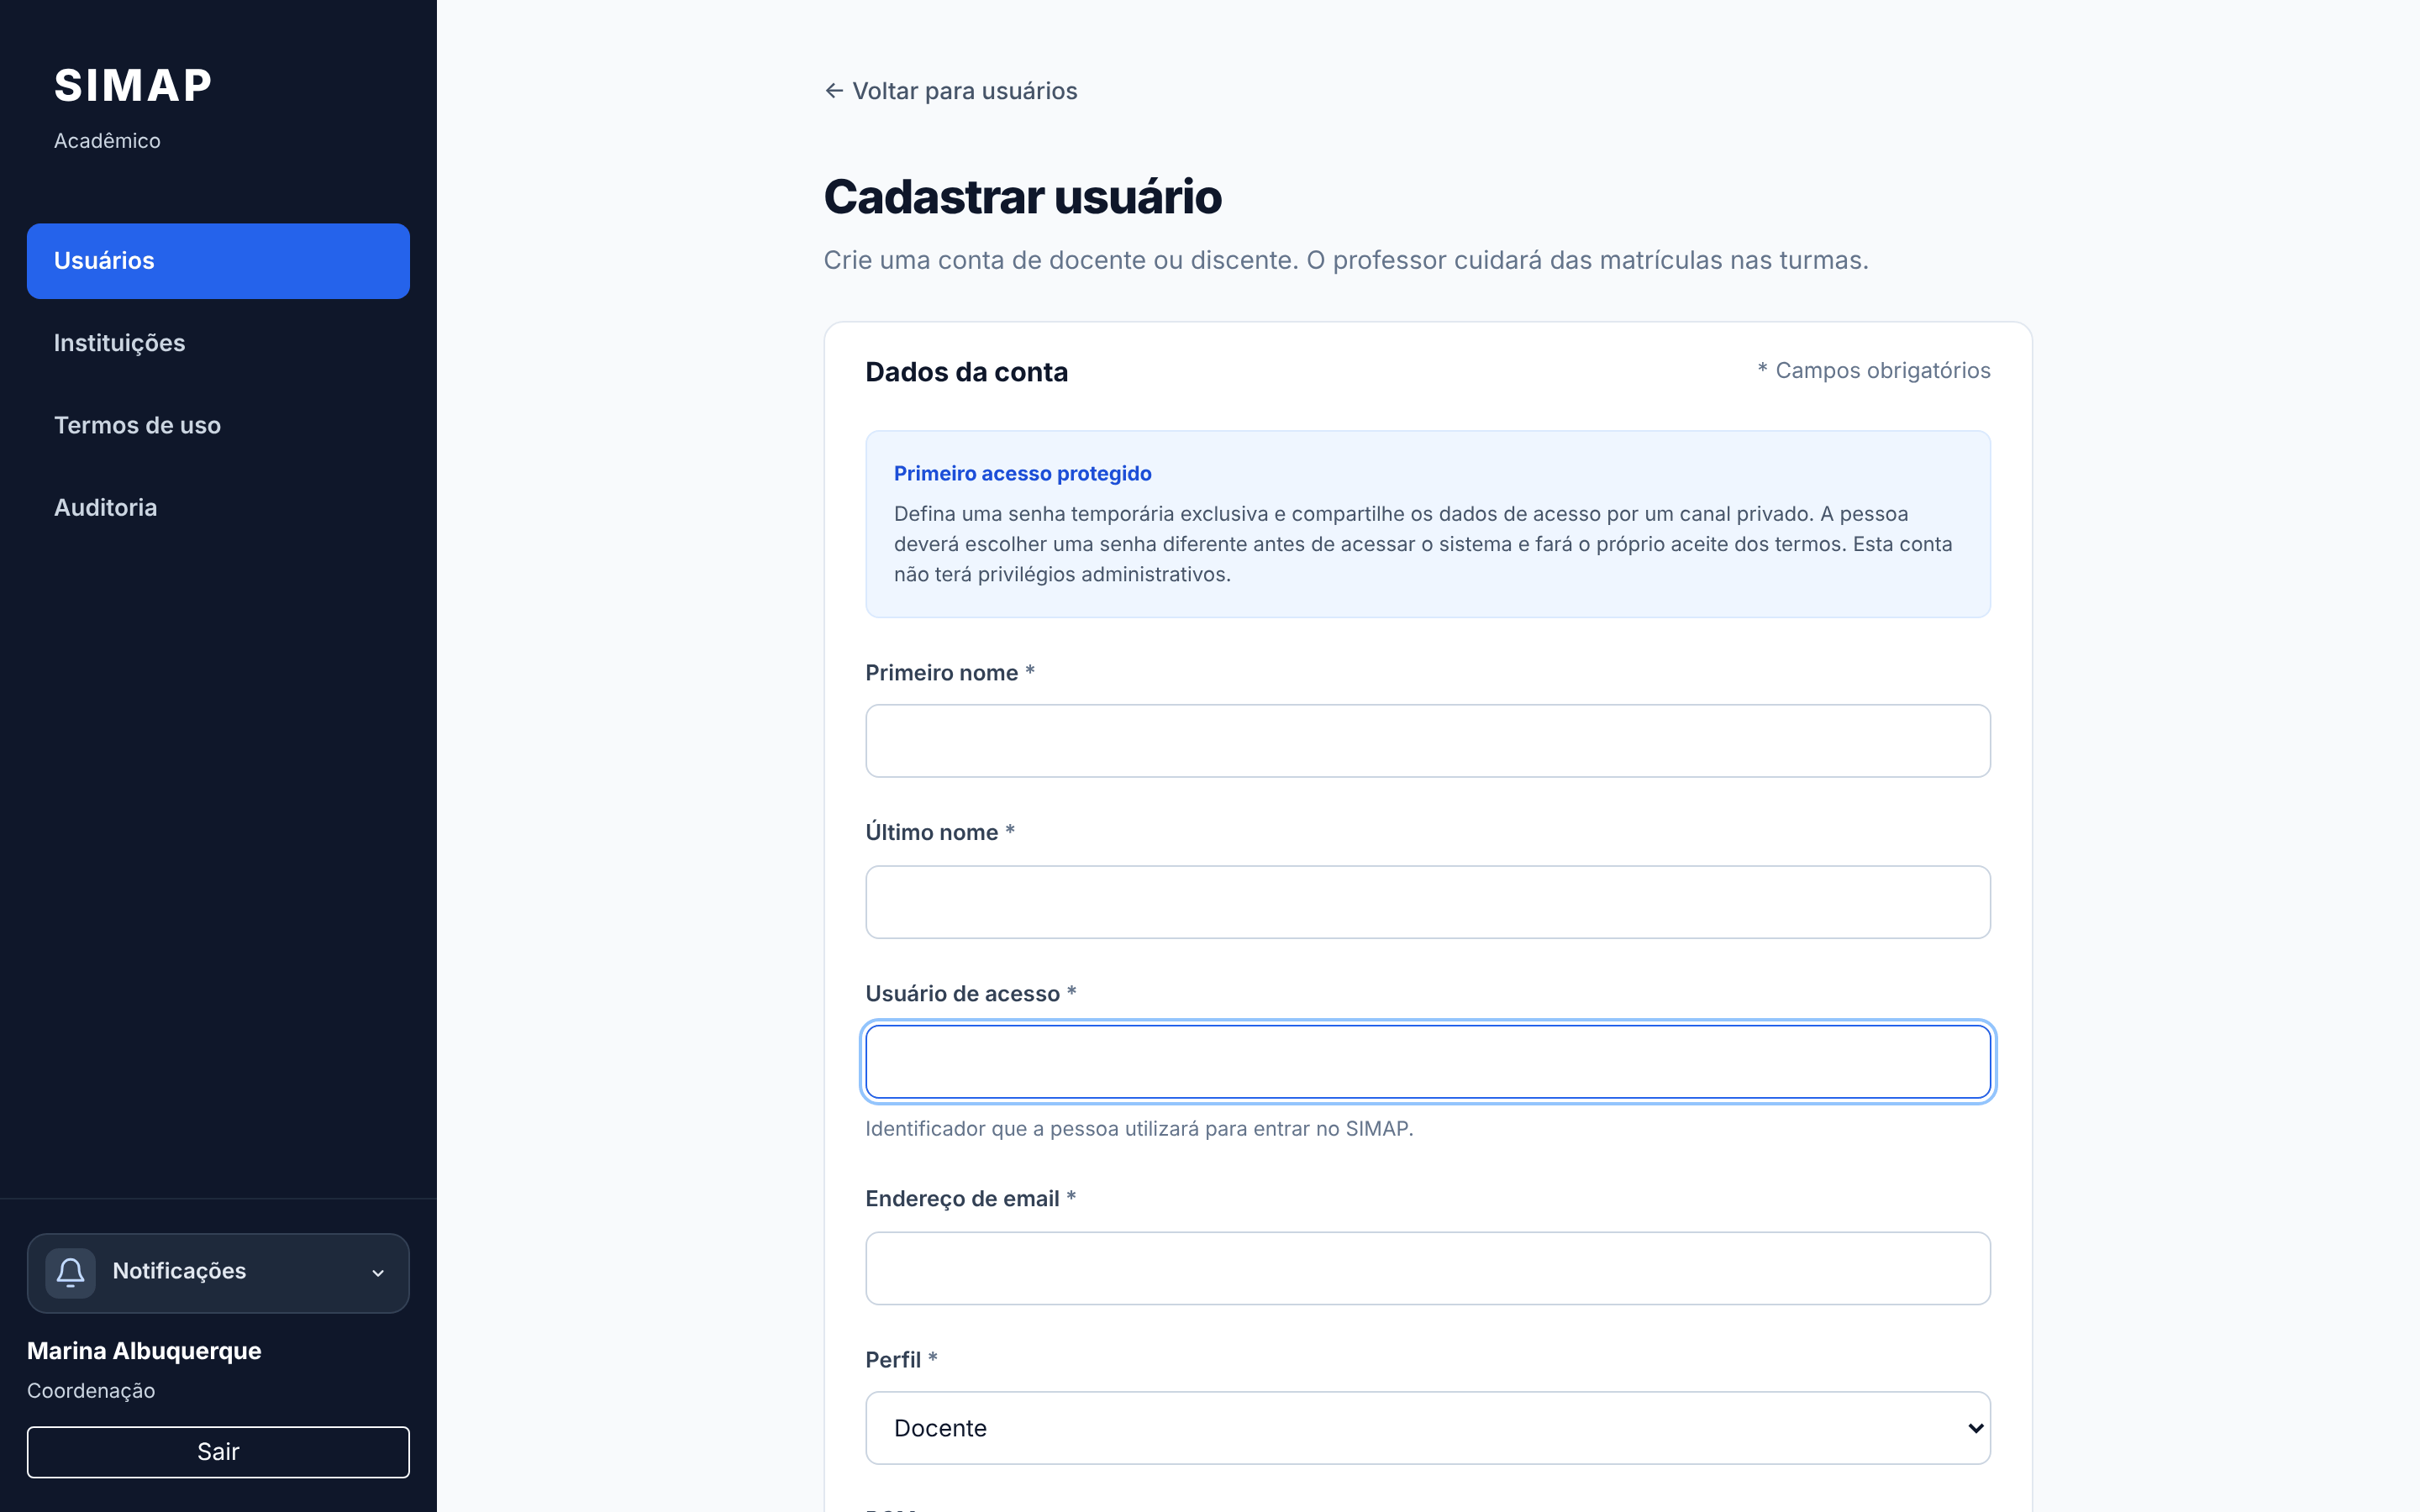 SIMAP
Acadêmico
Usuários
Instituições
Termos de uso
Auditoria
Notificações
Marina Albuquerque
Coordenação
Sair
← Voltar para usuários
Cadastrar usuário
Crie uma conta de docente ou discente. O professor cuidará das matrículas nas turmas.
Dados da conta
* Campos obrigatórios
Primeiro acesso protegido
Defina uma senha temporária exclusiva e compartilhe os dados de acesso por um canal privado. A pessoa
deverá escolher uma senha diferente antes de acessar o sistema e fará o próprio aceite dos termos. Esta conta
não terá privilégios administrativos.
Primeiro nome *
Último nome *
Usuário de acesso *
Identificador que a pessoa utilizará para entrar no SIMAP.
Endereço de email *
Perfil *
Docente